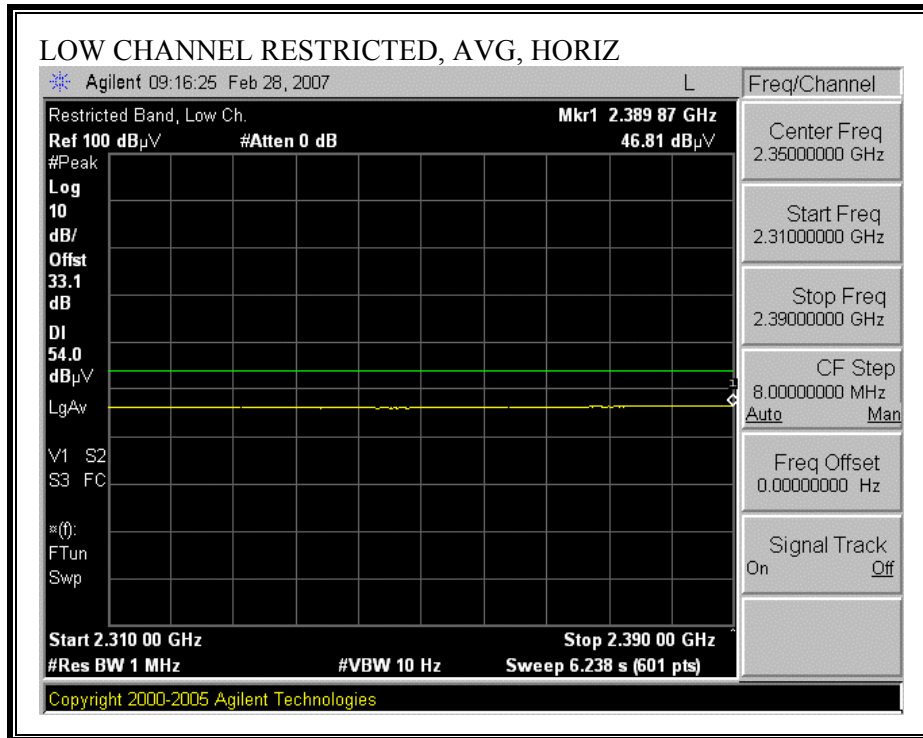 LOW CHANNEL RESTRICTED, AVG, HORIZ
Agilent 09:16:25 Feb 28, 2007 L
Restricted Band, Low Ch. Mkr1 2.389 87 GHz
Ref 100 dBµV #Atten 0 dB 46.81 dBµV
#Peak
Log
10
dB/
Offst
33.1
dB
DI
54.0
dBµV
LgAv
1
V1 S2
S3 FC
¤(f):
FTun
Swp
Start 2.310 00 GHz Stop 2.390 00 GHz ^
#Res BW 1 MHz #VBW 10 Hz Sweep 6.238 s (601 pts)
Copyright 2000-2005 Agilent Technologies
Freq/Channel
Center Freq
2.35000000 GHz
Start Freq
2.31000000 GHz
Stop Freq
2.39000000 GHz
CF Step
8.00000000 MHz
Auto Man
Freq Offset
0.00000000 Hz
Signal Track
On Off